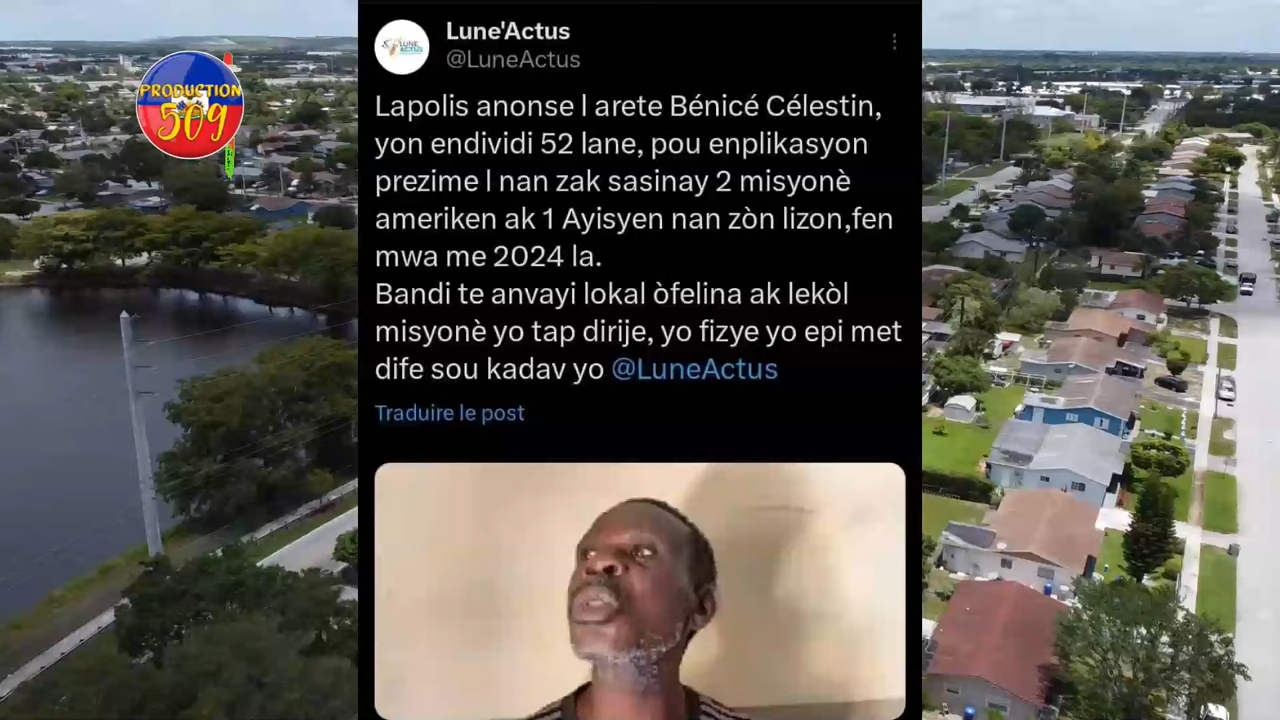 PRODUCTION
509
LUNE
ACTUS
Lune'Actus
@LuneActus
Lapolis anonse l arete Bénicé Célestin,
yon endividi 52 lane, pou enplikasyon
prezime l nan zak sasinay 2 misyonè
ameriken ak 1 Ayisyen nan zòn lizon,fen
mwa me 2024 la.
Bandi te anvayi lokal òfelina ak lekòl
misyonè yo tap dirije, yo fizye yo epi met
dife sou kadav yo @LuneActus
Traduire le post